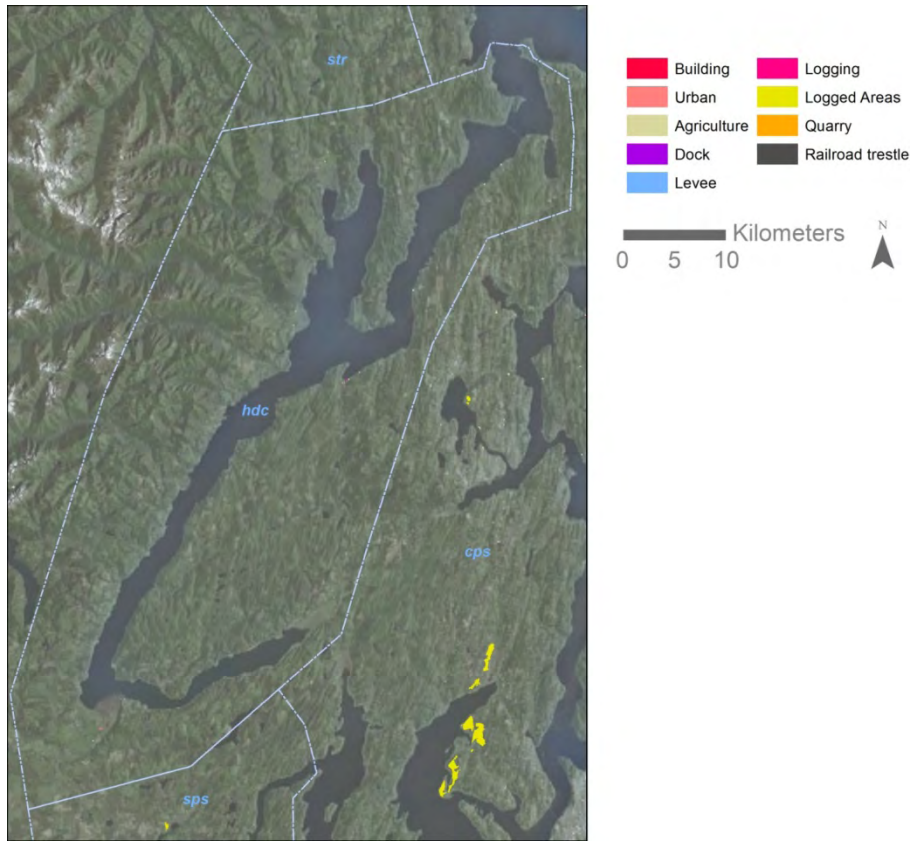 str
hdc
cps
sps
Building
Urban
Agriculture
Dock
Levee
Logging
Logged Areas
Quarry
Railroad trestle
Kilometers
0 5 10
N